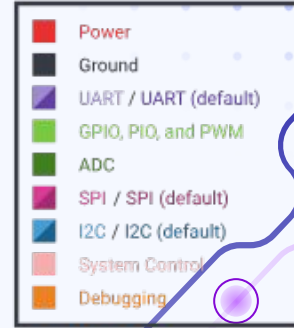 Power
Ground
UART / UART (default)
GPIO, PIO, and PWM
ADC
SPI / SPI (default)
I2C / I2C (default)
System Control
Debugging